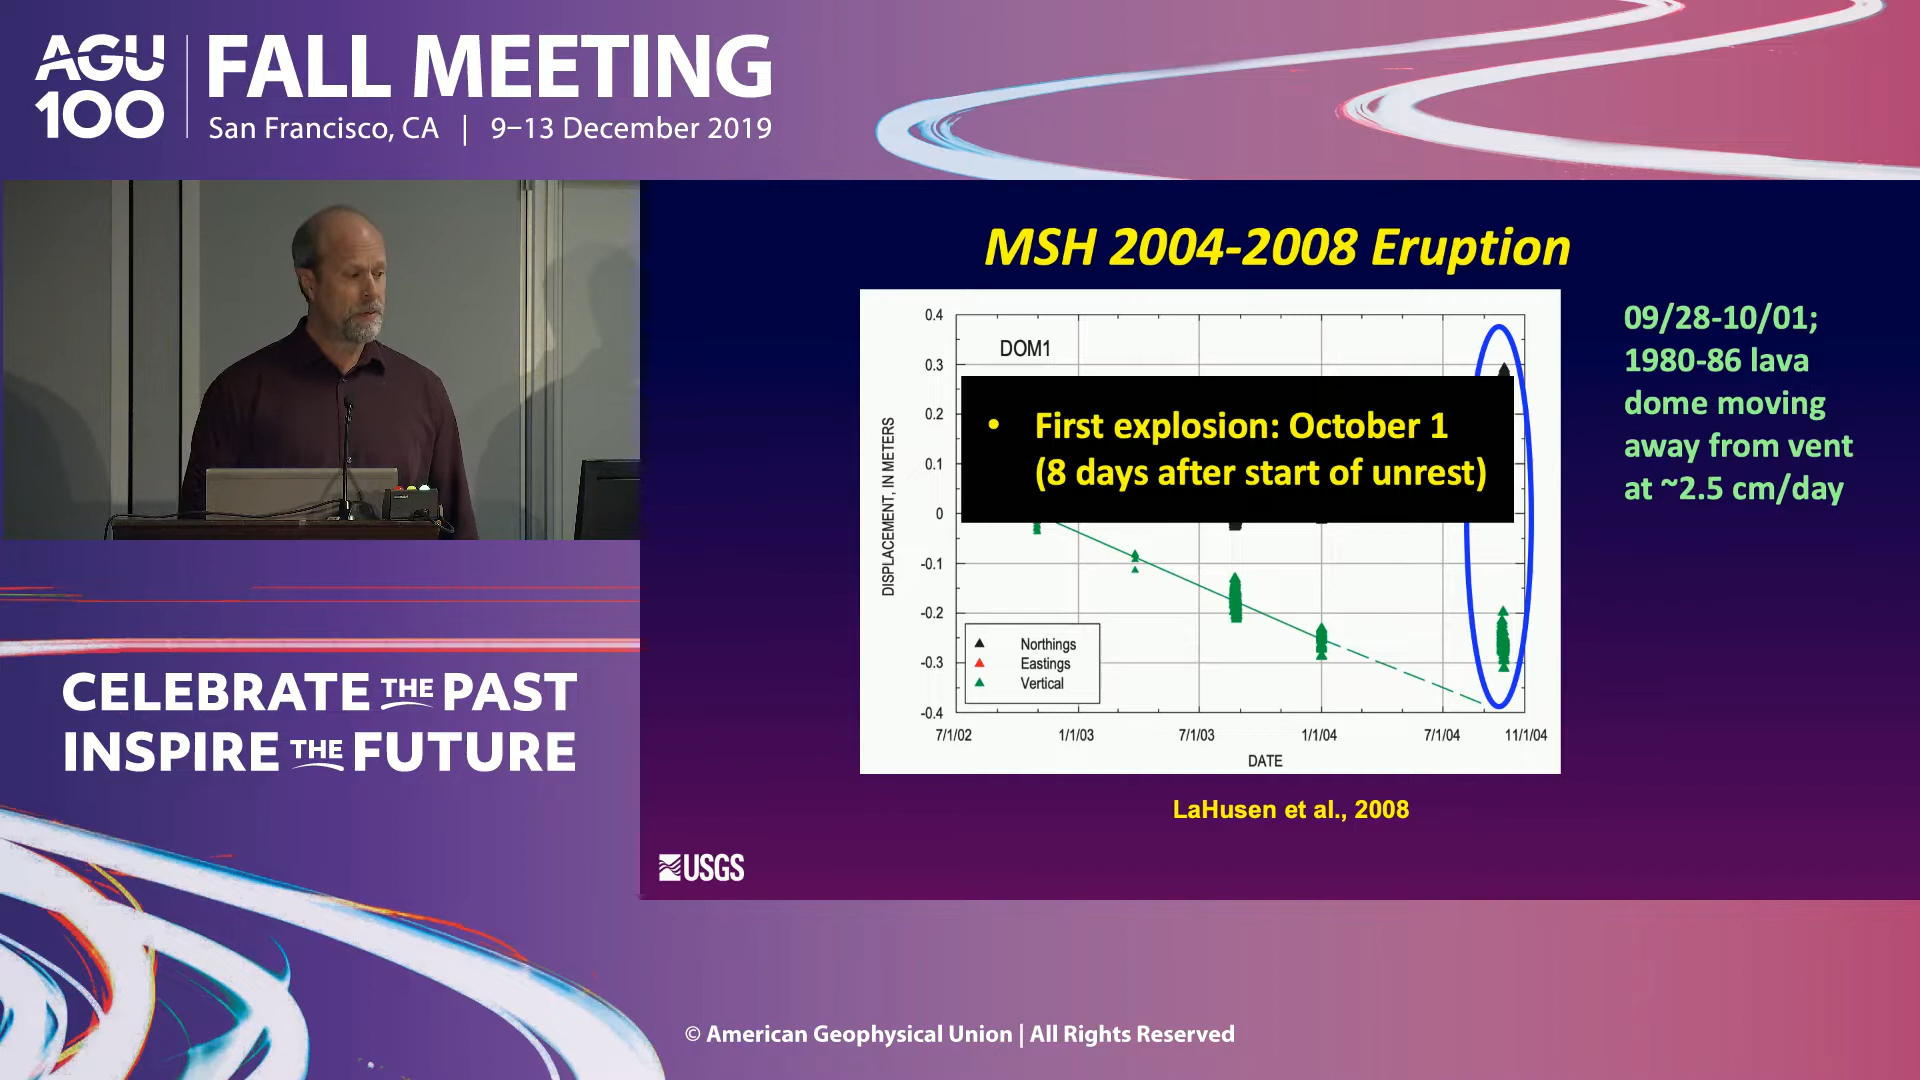 AGU
100
FALL MEETING
San Francisco, CA | 9–13 December 2019
MSH 2004-2008 Eruption
09/28-10/01;
1980-86 lava
dome moving
away from vent
at ~2.5 cm/day
DOM1
• First explosion: October 1
(8 days after start of unrest)
DISPLACEMENT, IN METERS
0.4
0.3
0.2
0.1
0
-0.1
-0.2
-0.3
-0.4
Northings
Eastings
Vertical
7/1/02 1/1/03 7/1/03 1/1/04 7/1/04 11/1/04
DATE
LaHusen et al., 2008
USGS
CELEBRATE THE PAST
INSPIRE THE FUTURE
© American Geophysical Union | All Rights Reserved